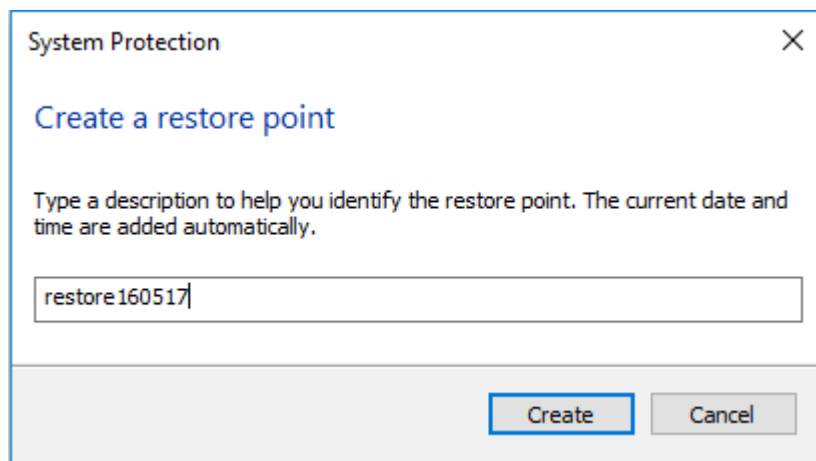 System Protection
Create a restore point
Type a description to help you identify the restore point. The current date and
time are added automatically.
restore160517
Create
Cancel